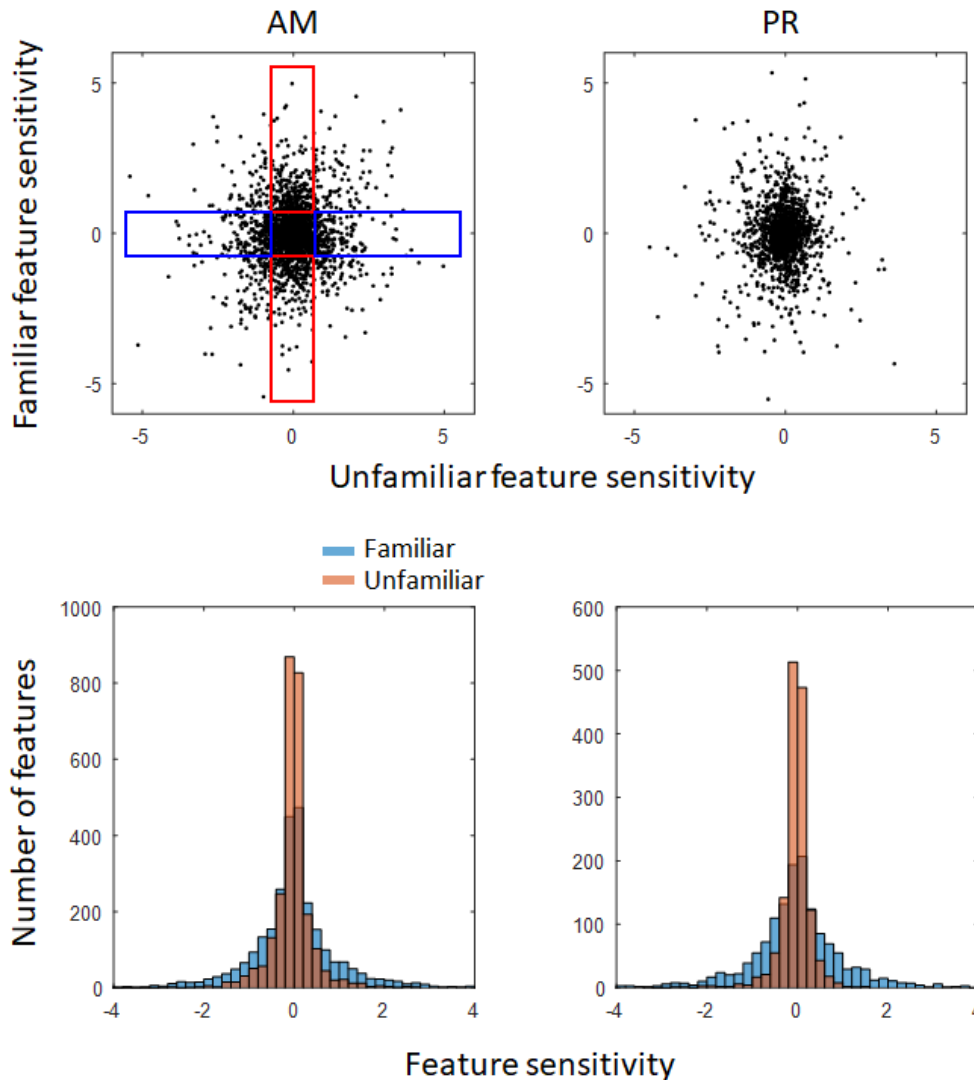 AM PR
Familiar feature sensitivity
5 5
0 0
-5 -5
-5 0 5 -5 0 5
Unfamiliar feature sensitivity
Familiar
Unfamiliar
Number of features
1000 600
800 500
600 400
400 300
200 200
0 100
0
-4 -2 0 2 4 -4 -2 0 2 4
Feature sensitivity